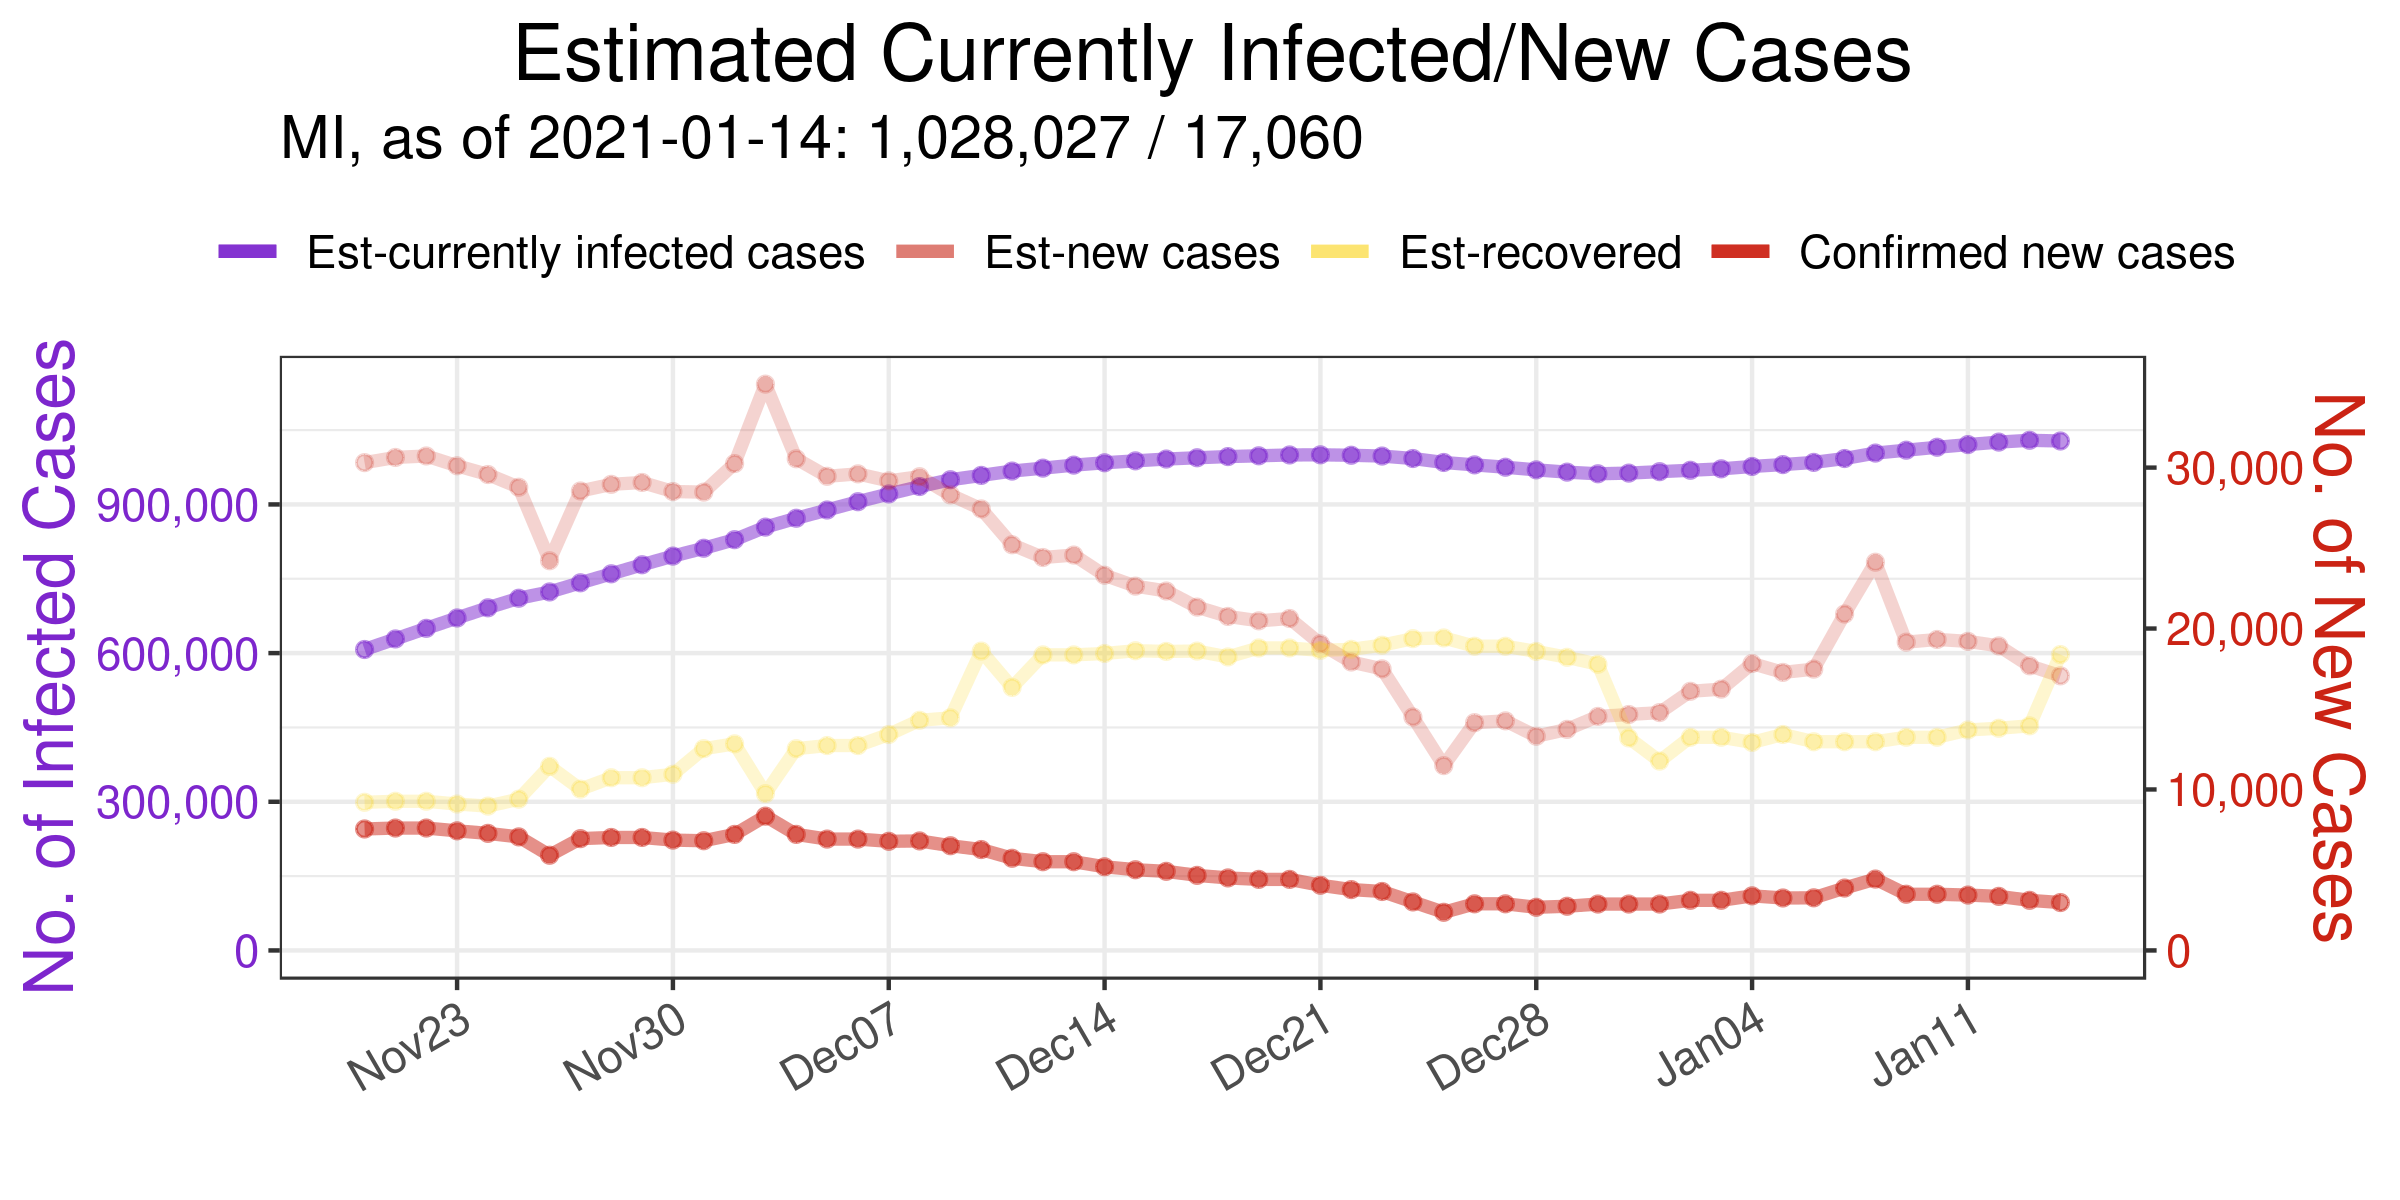 Estimated Currently Infected/New Cases
MI, as of 2021-01-14: 1,028,027 / 17,060
Est-currently infected cases
Est-new cases
Est-recovered
Confirmed new cases
No. of Infected Cases
900,000
600,000
300,000
0
30,000
20,000
10,000
0
No. of New Cases
Nov23
Nov30
Dec07
Dec14
Dec21
Dec28
Jan04
Jan11